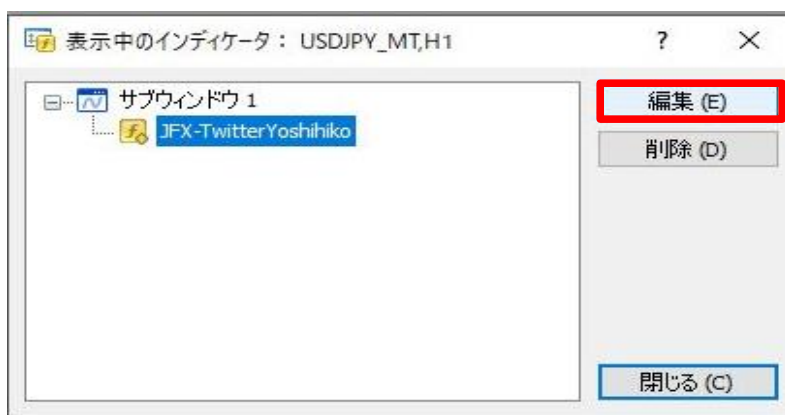 表示中のインディケータ： USDJPY_MT,H1
? ×
サブウィンドウ 1
JFX-TwitterYoshihiko
編集 (E)
削除 (D)
閉じる (C)